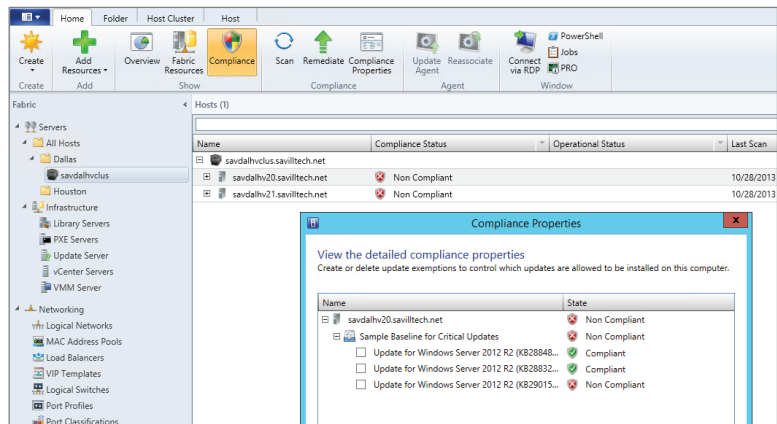 Home Folder Host Cluster Host
Create Add Resources Overview Fabric Resources Compliance Scan Remediate Compliance Properties Update Agent Reassociate Connect via RDP PowerShell Jobs PRO
Create Add Show Compliance Agent Window
Fabric Hosts (1)
Servers
All Hosts
Dallas
savdalhvclus
Houston
Infrastructure
Library Servers
PXE Servers
Update Server
vCenter Servers
VMM Server
Networking
Logical Networks
MAC Address Pools
Load Balancers
VIP Templates
Logical Switches
Port Profiles
Port Classifications
Name Compliance Status Operational Status Last Scan
savdalhvclus.savilltech.net
savdalhv20.savilltech.net Non Compliant 10/28/2013
savdalhv21.savilltech.net Non Compliant 10/28/2013
Compliance Properties x
View the detailed compliance properties
Create or delete update exemptions to control which updates are allowed to be installed on this computer.
Name State
savdalhv20.savilltech.net Non Compliant
Sample Baseline for Critical Updates Non Compliant
Update for Windows Server 2012 R2 (KB28848... Compliant
Update for Windows Server 2012 R2 (KB28832... Compliant
Update for Windows Server 2012 R2 (KB29015... Non Compliant